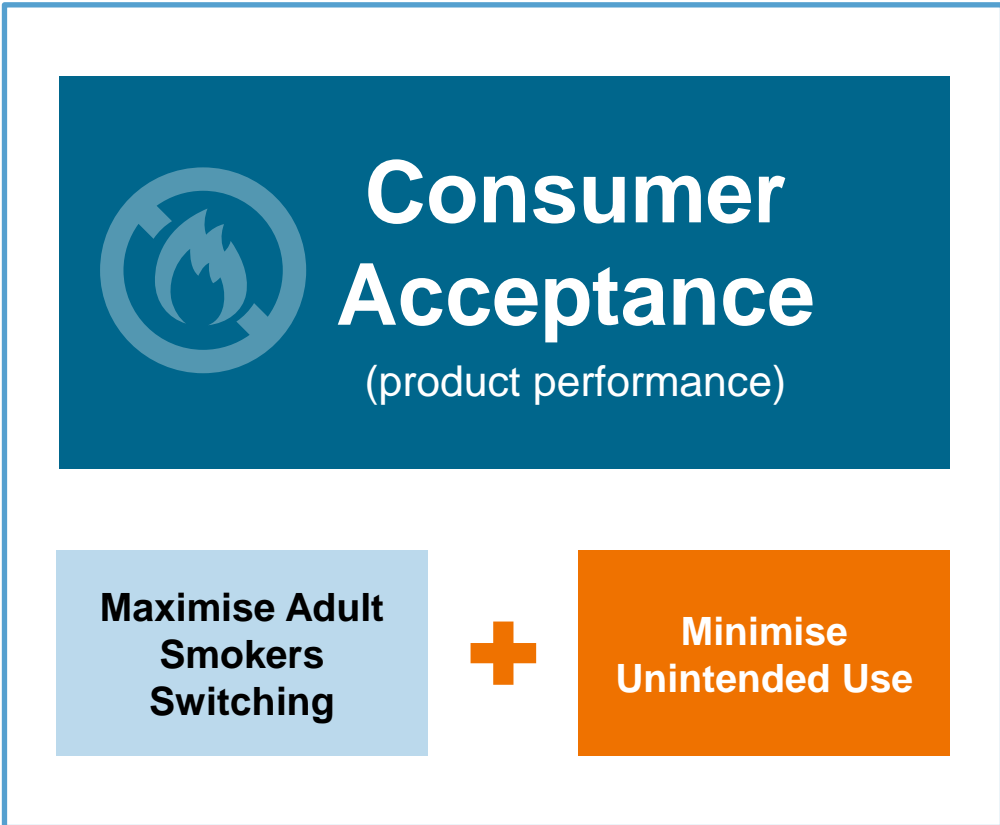 Consumer
Acceptance
(product performance)
Maximise Adult
Smokers
Switching
Minimise
Unintended Use